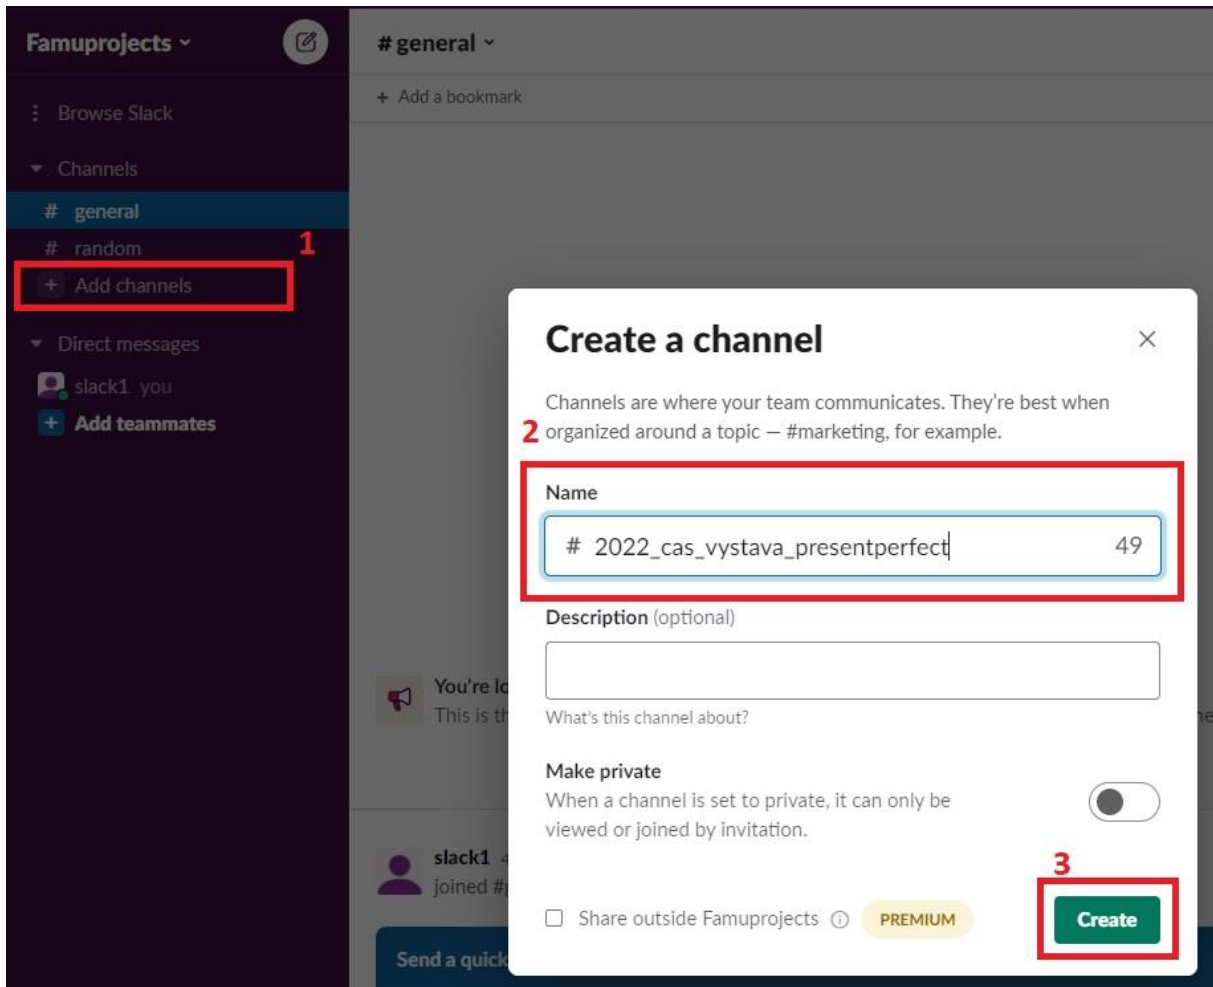 Famuprojects
# general
+ Add a bookmark
Browse Slack
Channels
# general
# random
1
+ Add channels
Direct messages
slack1 you
+ Add teammates
Create a channel
Channels are where your team communicates. They're best when
2 organized around a topic — #marketing, for example.
Name
# 2022_cas_vystava_presentperfect 49
Description (optional)
You're
This is
What's this channel about?
Make private
When a channel is set to private, it can only be
viewed or joined by invitation.
slack1
joined
3
Share outside Famuprojects PREMIUM
Create
Send a quick